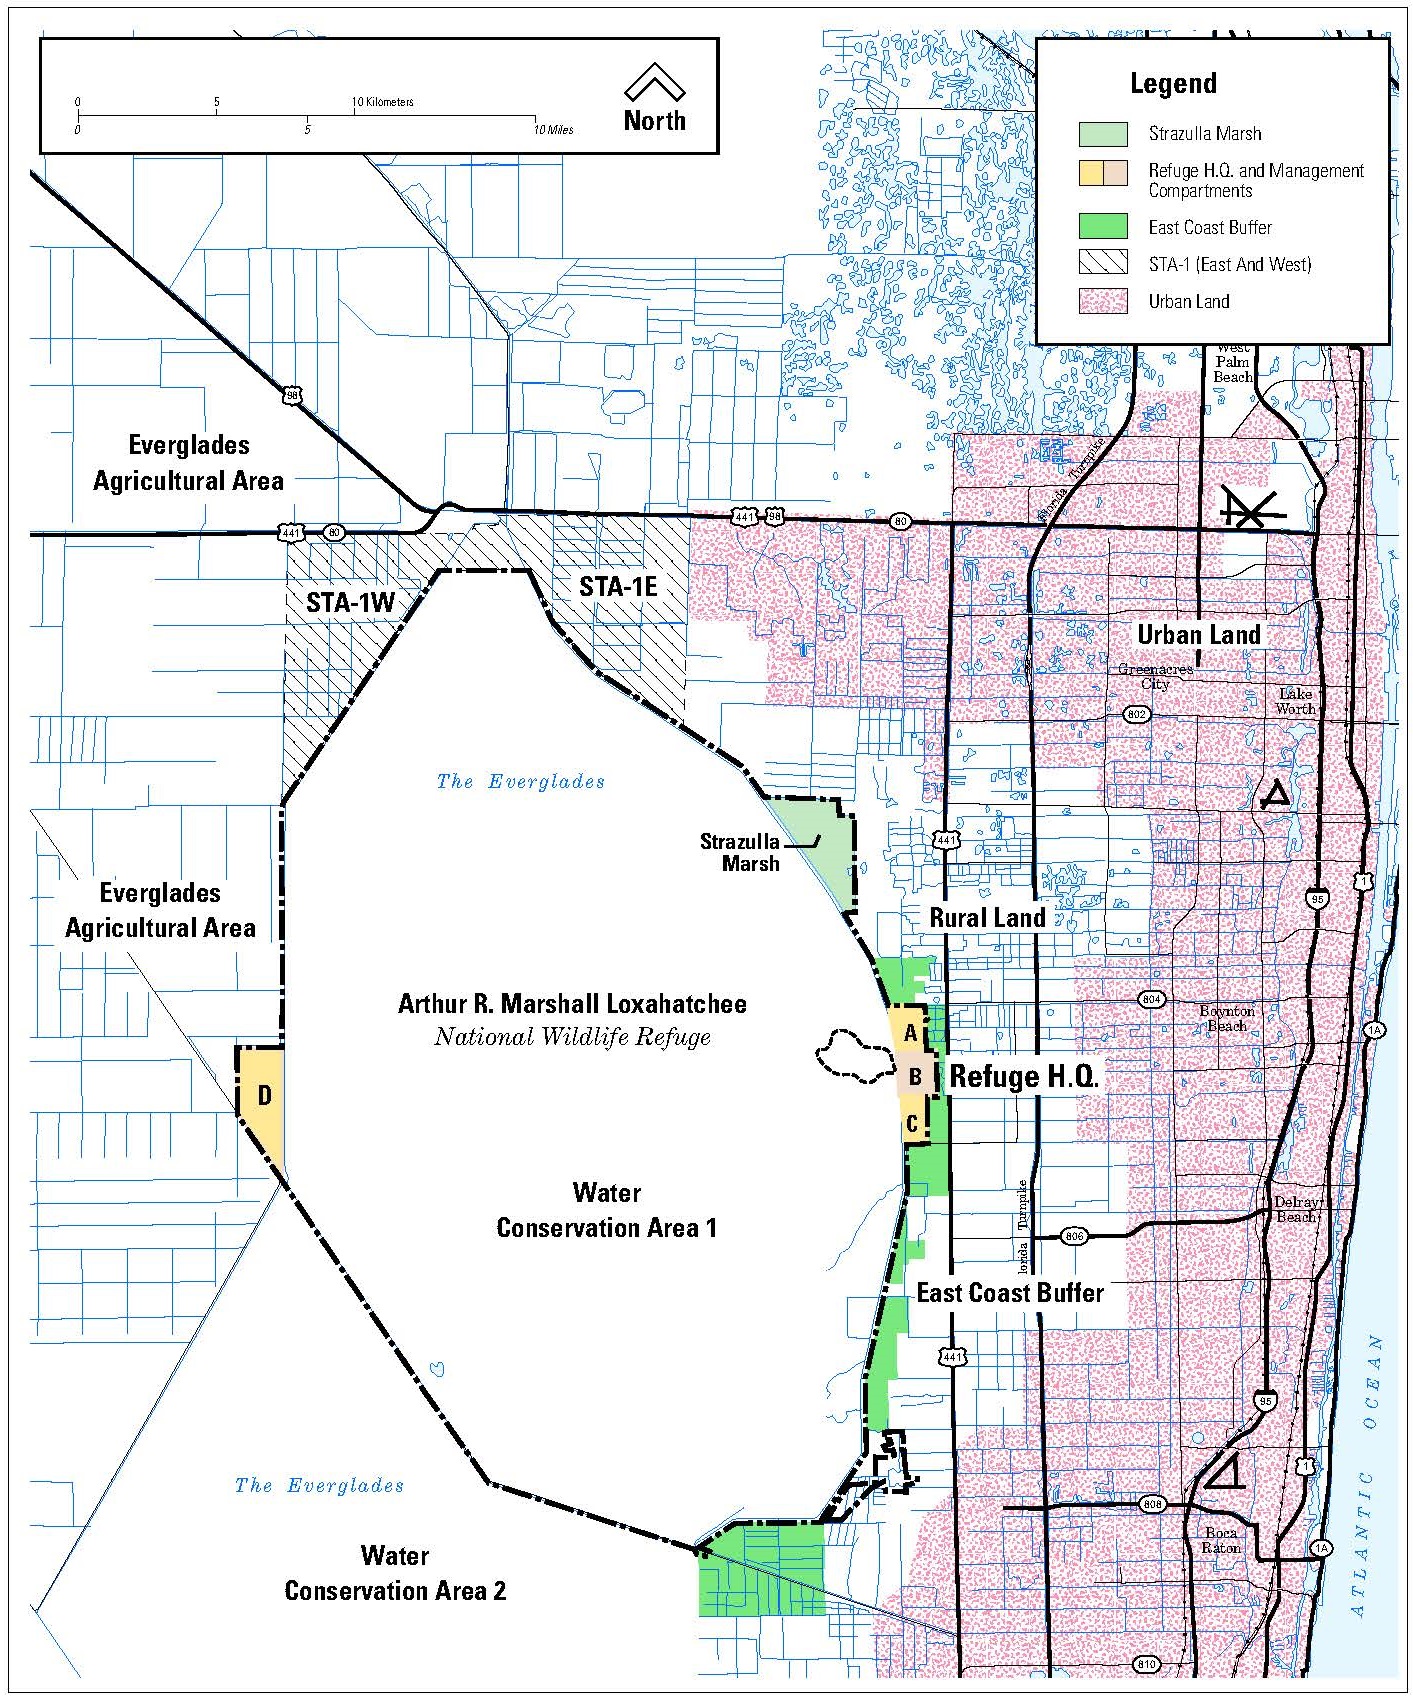 0 5 10 Kilometers
0 5 10 Miles
North
Legend
Strazulla Marsh
Refuge H.Q. and Management
Compartments
East Coast Buffer
STA-1 (East And West)
Urban Land
West
Palm
Beach
98
Everglades
Agricultural Area
Florida Turnpike
441 80
441 98
80
STA-1W
STA-1E
Urban Land
Greenacres
City
Lake
Worth
802
The Everglades
Strazulla
Marsh
441
1
95
Everglades
Agricultural Area
Rural Land
Arthur R. Marshall Loxahatchee
National Wildlife Refuge
804
Boynton
Beach
1A
A
B
C
Refuge H.Q.
D
Water
Conservation Area 1
Florida Turnpike
Delray
Beach
806
East Coast Buffer
441
95
ATLANTIC OCEAN
1
The Everglades
808
Boca
Raton
1A
Water
Conservation Area 2
810